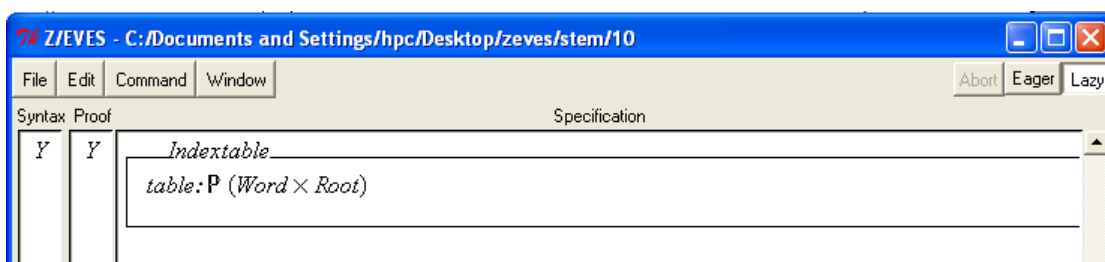 Z/EVES - C:/Documents and Settings/hpc/Desktop/zeves/stem/10
File Edit Command Window Abort Eager Lazy
Syntax Proof Specification
Y Y Indextable
table: ℙ (Word × Root)